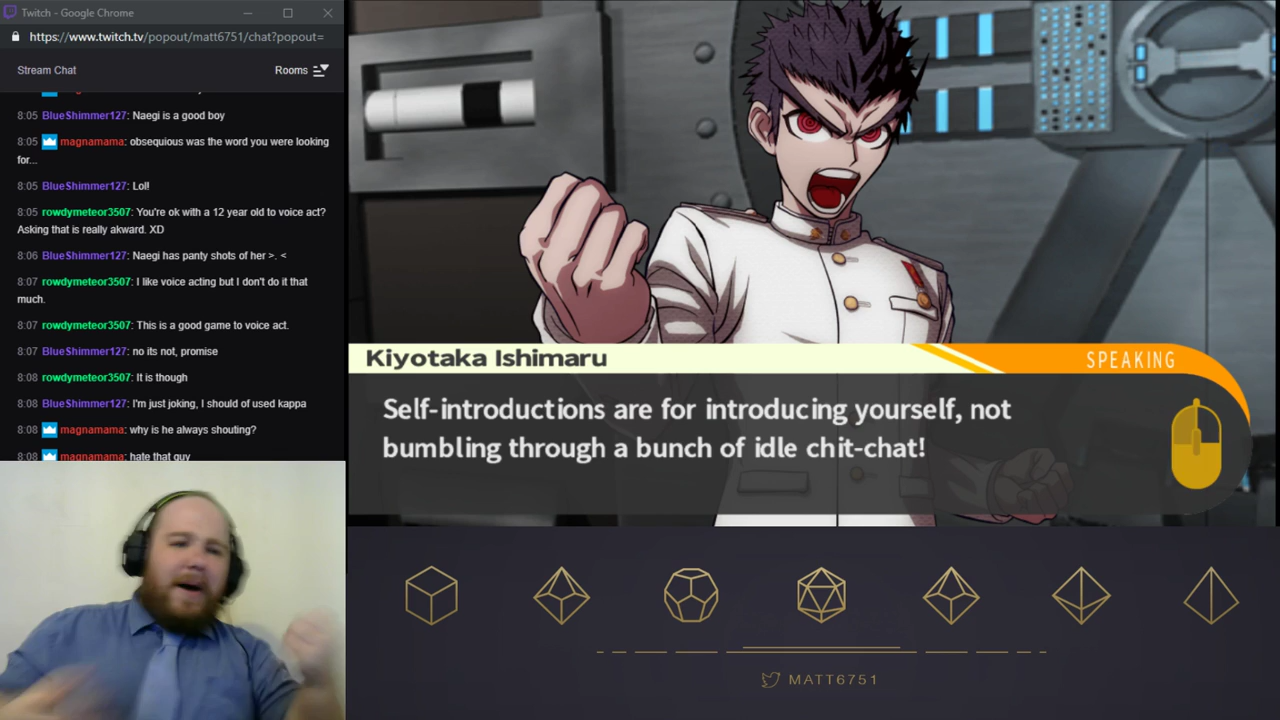 Twitch - Google Chrome
https://www.twitch.tv/popout/matt6751/chat?popout=
Stream Chat
Rooms
8:05 BlueShimmer127: Naegi is a good boy
8:05 magnamama: obsequious was the word you were looking
for...
8:05 BlueShimmer127: Lol!
8:05 rowdymeteor3507: You're ok with a 12 year old to voice act?
Asking that is really akward. XD
8:06 BlueShimmer127: Naegi has panty shots of her >. <
8:07 rowdymeteor3507: I like voice acting but I don't do it that
much.
8:07 rowdymeteor3507: This is a good game to voice act.
8:07 BlueShimmer127: no its not, promise
8:08 rowdymeteor3507: It is though
8:08 BlueShimmer127: I'm just joking, I should of used kappa
8:08 magnamama: why is he always shouting?
8:08 magnamama: hate that guy
Kiyotaka Ishimaru
SPEAKING
Self-introductions are for introducing yourself, not
bumbling through a bunch of idle chit-chat!
MATT6751